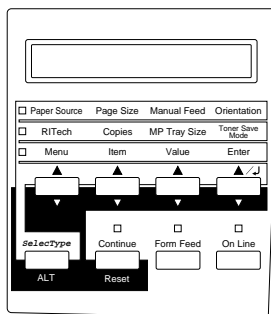 Paper Source Page Size Manual Feed Orientation
RITech Copies MP Tray Size Toner Save Mode
Menu Item Value Enter
SelecType Continue Form Feed On Line
ALT Reset